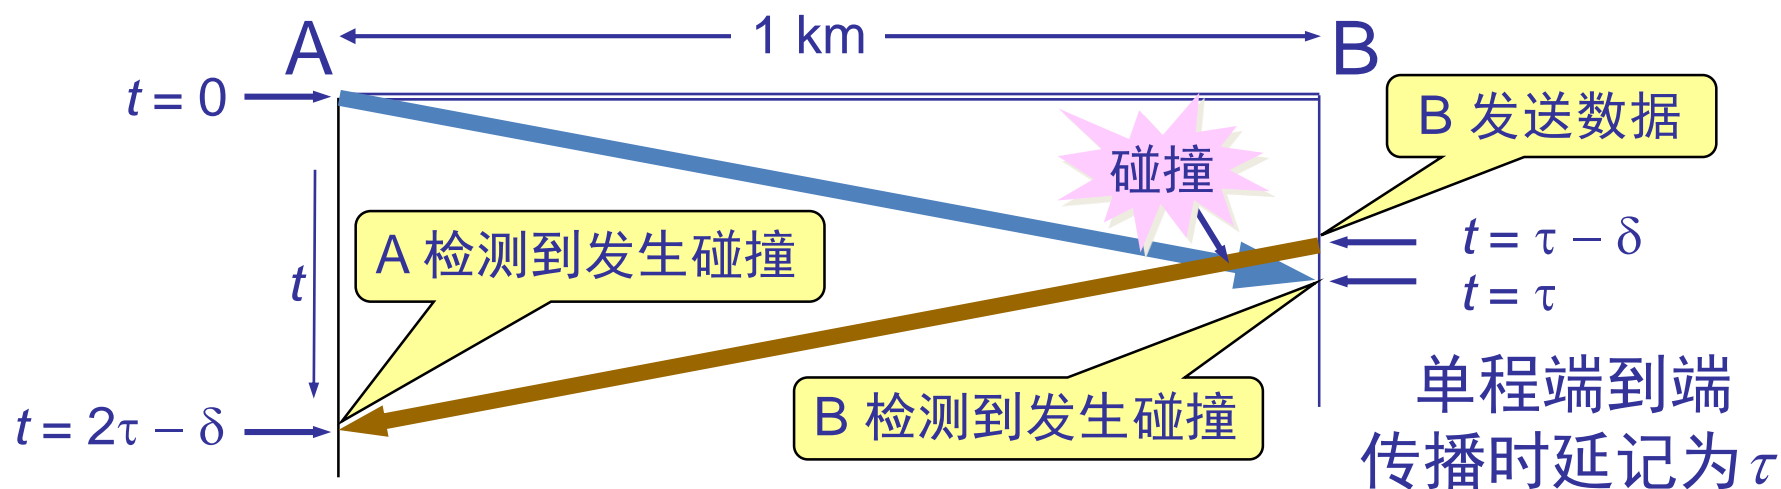 A
1 km
B
t = 0
B 发送数据
碰撞
A 检测到发生碰撞
t
t = τ − δ
t = τ
B 检测到发生碰撞
t = 2τ − δ
单程端到端
传播时延记为 τ